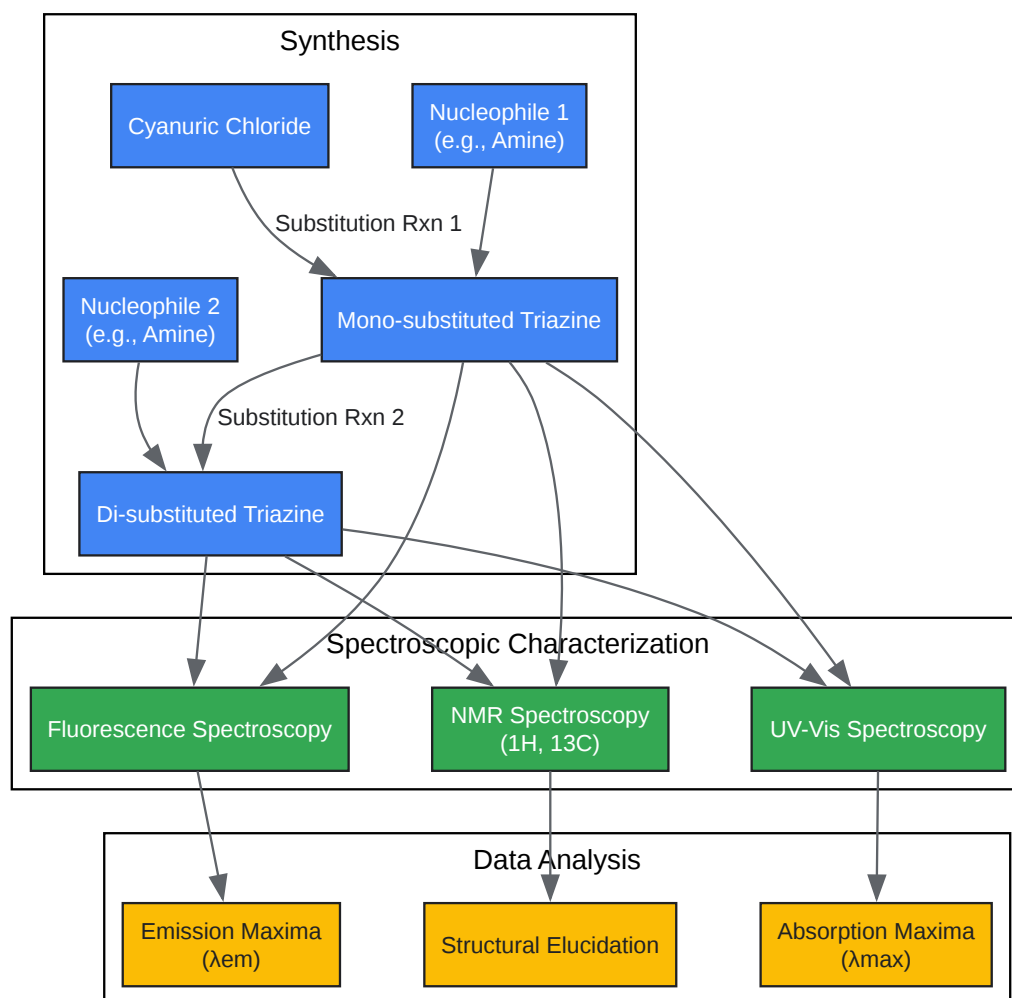 Synthesis
Cyanuric Chloride
Nucleophile 1
(e.g., Amine)
Substitution Rxn 1
Nucleophile 2
(e.g., Amine)
Mono-substituted Triazine
Substitution Rxn 2
Di-substituted Triazine
Spectroscopic Characterization
Fluorescence Spectroscopy
NMR Spectroscopy
(1H, 13C)
UV-Vis Spectroscopy
Data Analysis
Emission Maxima
(λem)
Structural Elucidation
Absorption Maxima
(λmax)